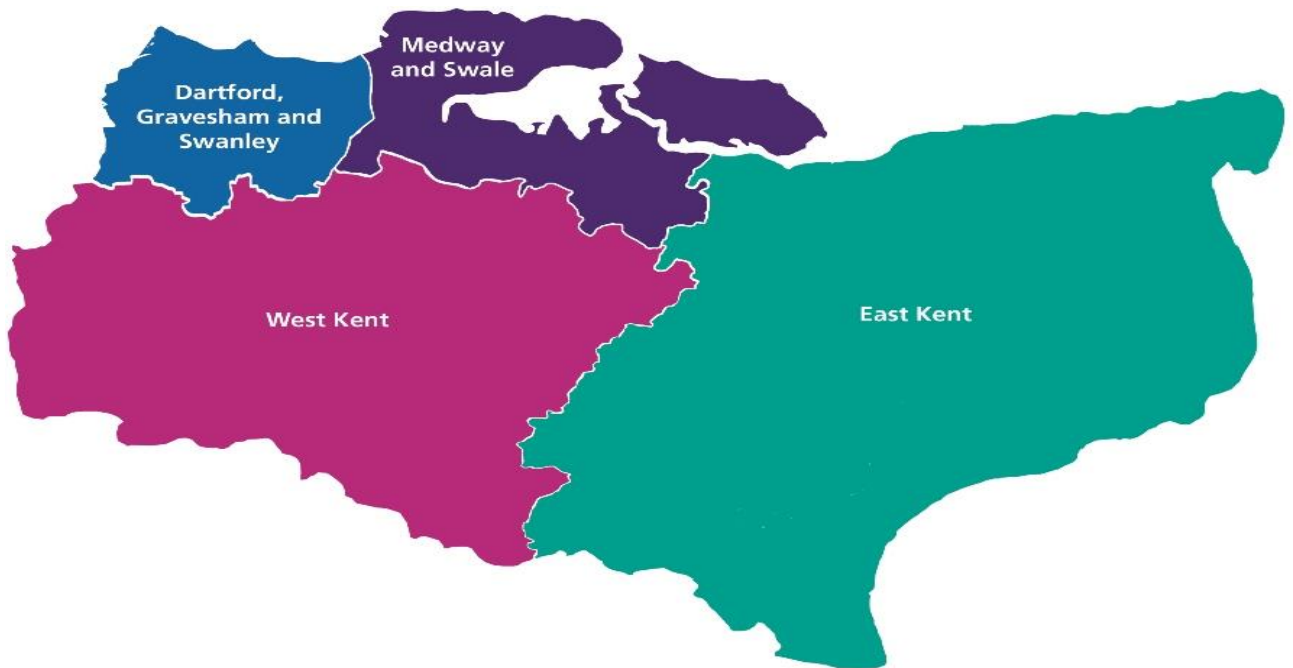 Medway
and Swale
Dartford,
Gravesham and
Swanley
West Kent
East Kent